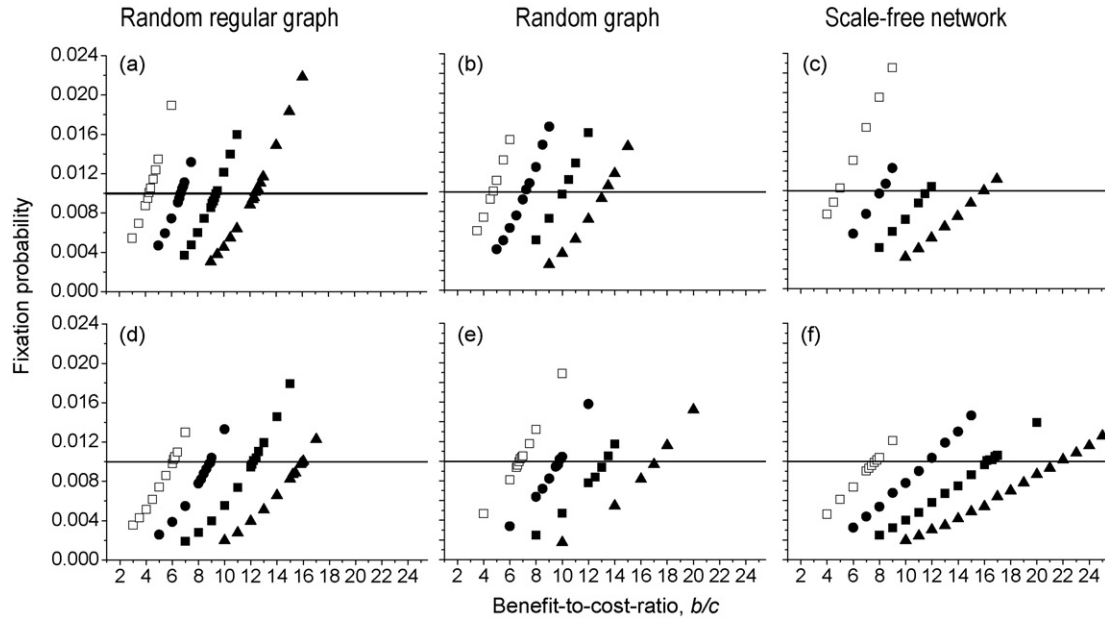 Random regular graph Random graph Scale-free network
(a) (b) (c)
0.024
0.020
0.016
0.012
0.008
0.004
0.000
(d) (e) (f)
0.024
0.020
0.016
0.012
0.008
0.004
0.000
Fixation probability
2 4 6 8 10 12 14 16 18 20 22 24 2 4 6 8 10 12 14 16 18 20 22 24 2 4 6 8 10 12 14 16 18 20 22 24
Benefit-to-cost-ratio, b/c